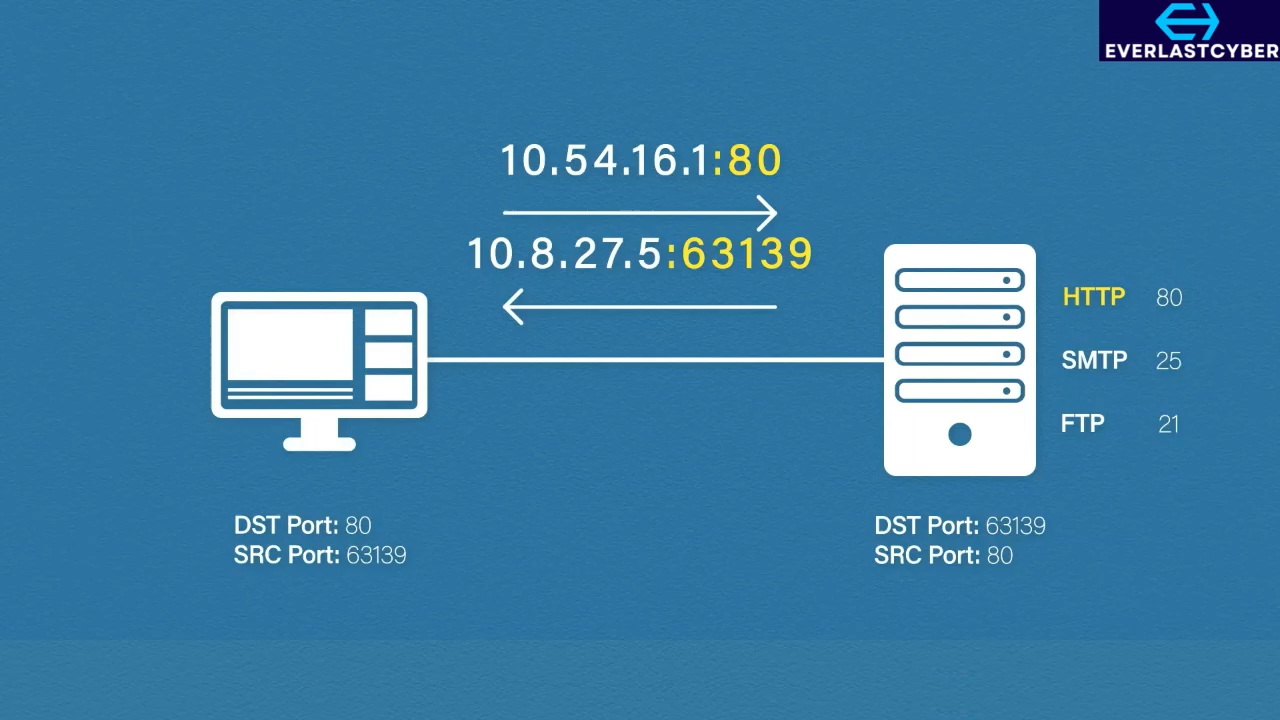 EVERLASTCYBER
10.54.16.1:80
10.8.27.5:63139
HTTP 80
SMTP 25
FTP 21
DST Port: 80
SRC Port: 63139
DST Port: 63139
SRC Port: 80